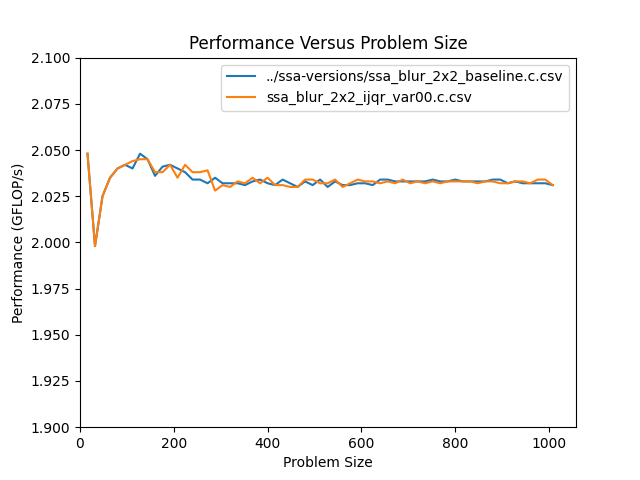 Performance Versus Problem Size
../ssa-versions/ssa_blur_2x2_baseline.c.csv
ssa_blur_2x2_ijqr_var00.c.csv
Performance (GFLOP/s)
2.100
2.075
2.050
2.025
2.000
1.975
1.950
1.925
1.900
0 200 400 600 800 1000
Problem Size